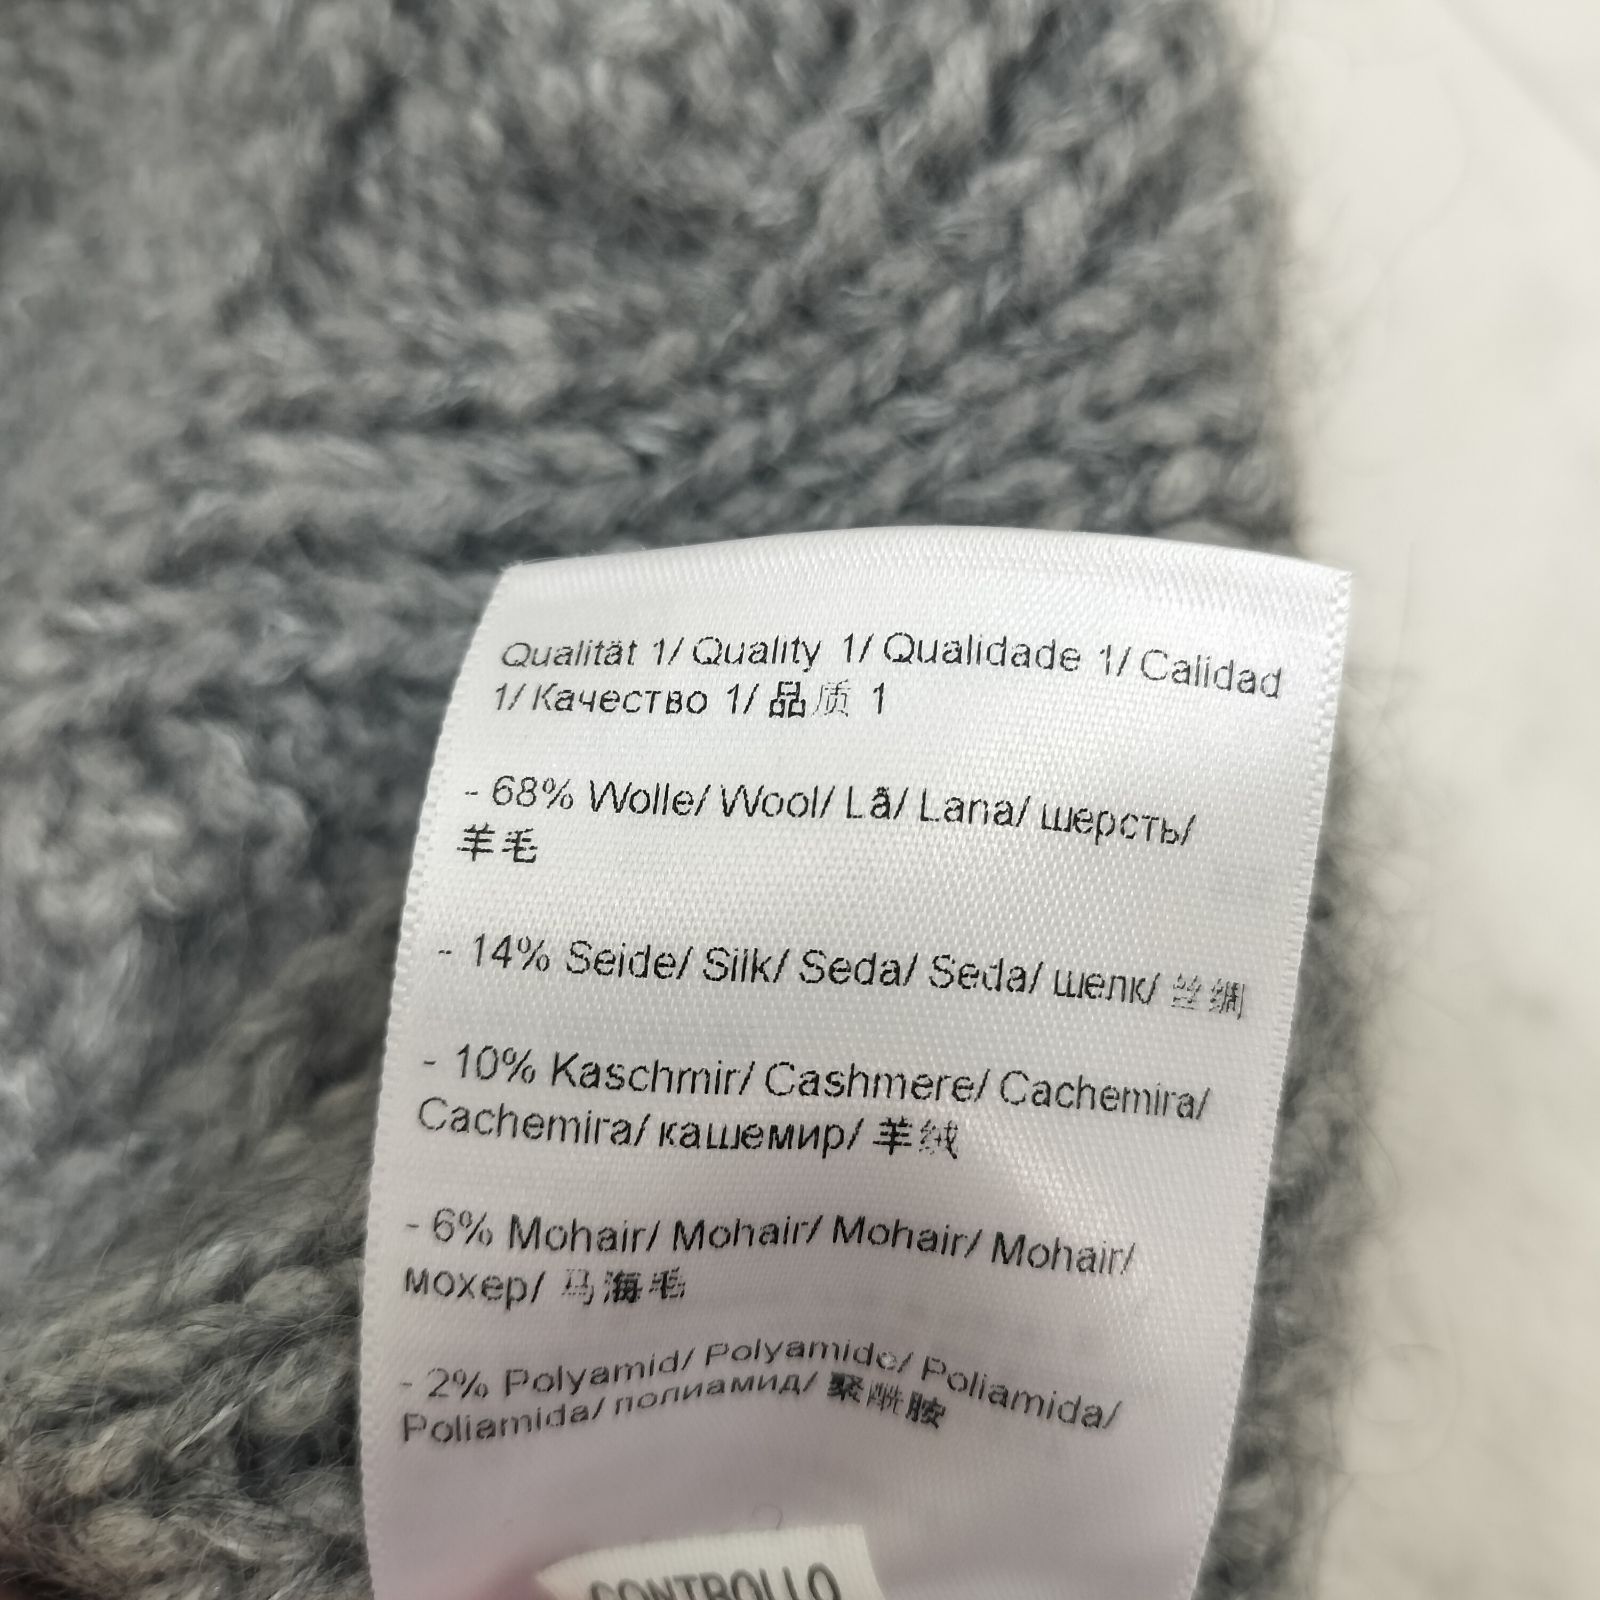 Qualität 1/ Quality 1/ Qualidade 1/ Calidad
1/ Качество 1/ 品质 1
- 68% Wolle/ Wool/ Lã/ Lana/ шерсть/
羊毛
- 14% Seide/ Silk/ Seda/ Seda/ шелк/ 丝绸
- 10% Kaschmir/ Cashmere/ Cachemira/
Cachemira/ кашемир/ 羊绒
- 6% Mohair/ Mohair/ Mohair/ Mohair/
мохер/ 马海毛
- 2% Polyamid/ Polyamide/ Poliamida/
Poliamida/ полиамид/ 聚酰胺
CONTROLLO